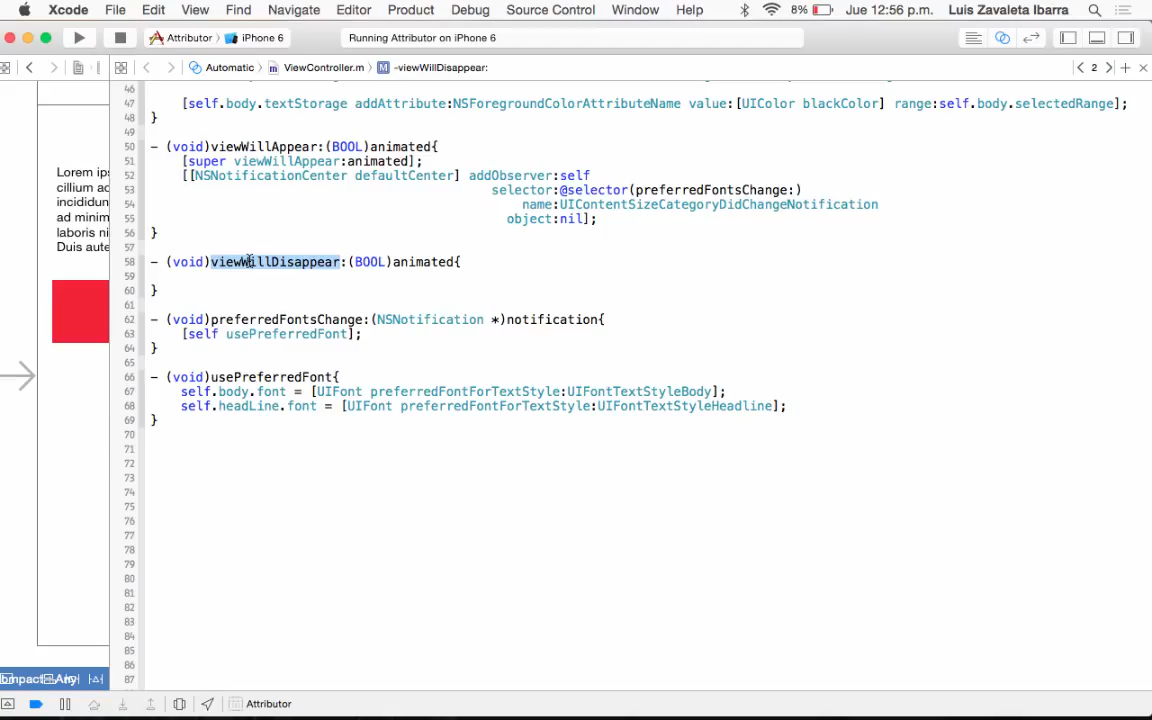 Xcode File Edit View Find Navigate Editor Product Debug Source Control Window Help 8% Jue 12:56 p.m. Luis Zavaleta Ibarra
Attributor iPhone 6 Running Attributor on iPhone 6
Automatic ViewController.m M -viewWillDisappear: 2
46
47 [self.body.textStorage addAttribute:NSForegroundColorAttributeName value:[UIColor blackColor] range:self.body.selectedRange];
48 }
49
50 - (void)viewWillAppear:(BOOL)animated{
51 [super viewWillAppear:animated];
52 [[NSNotificationCenter defaultCenter] addObserver:self
53 selector:@selector(preferredFontsChange:)
54 name:UIContentSizeCategoryDidChangeNotification
55 object:nil];
56 }
57
58 - (void)viewWillDisappear:(BOOL)animated{
59
60 }
61
62 - (void)preferredFontsChange:(NSNotification *)notification{
63 [self usePreferredFont];
64 }
65
66 - (void)usePreferredFont{
67 self.body.font = [UIFont preferredFontForTextStyle:UIFontTextStyleBody];
68 self.headLine.font = [UIFont preferredFontForTextStyle:UIFontTextStyleHeadline];
69 }
70
71
72
73
74
75
76
77
78
79
80
81
82
83
84
85
86
87
Lorem ips
cillum ad
incididun
ad minim
laboris ni
Duis aute
Attributor